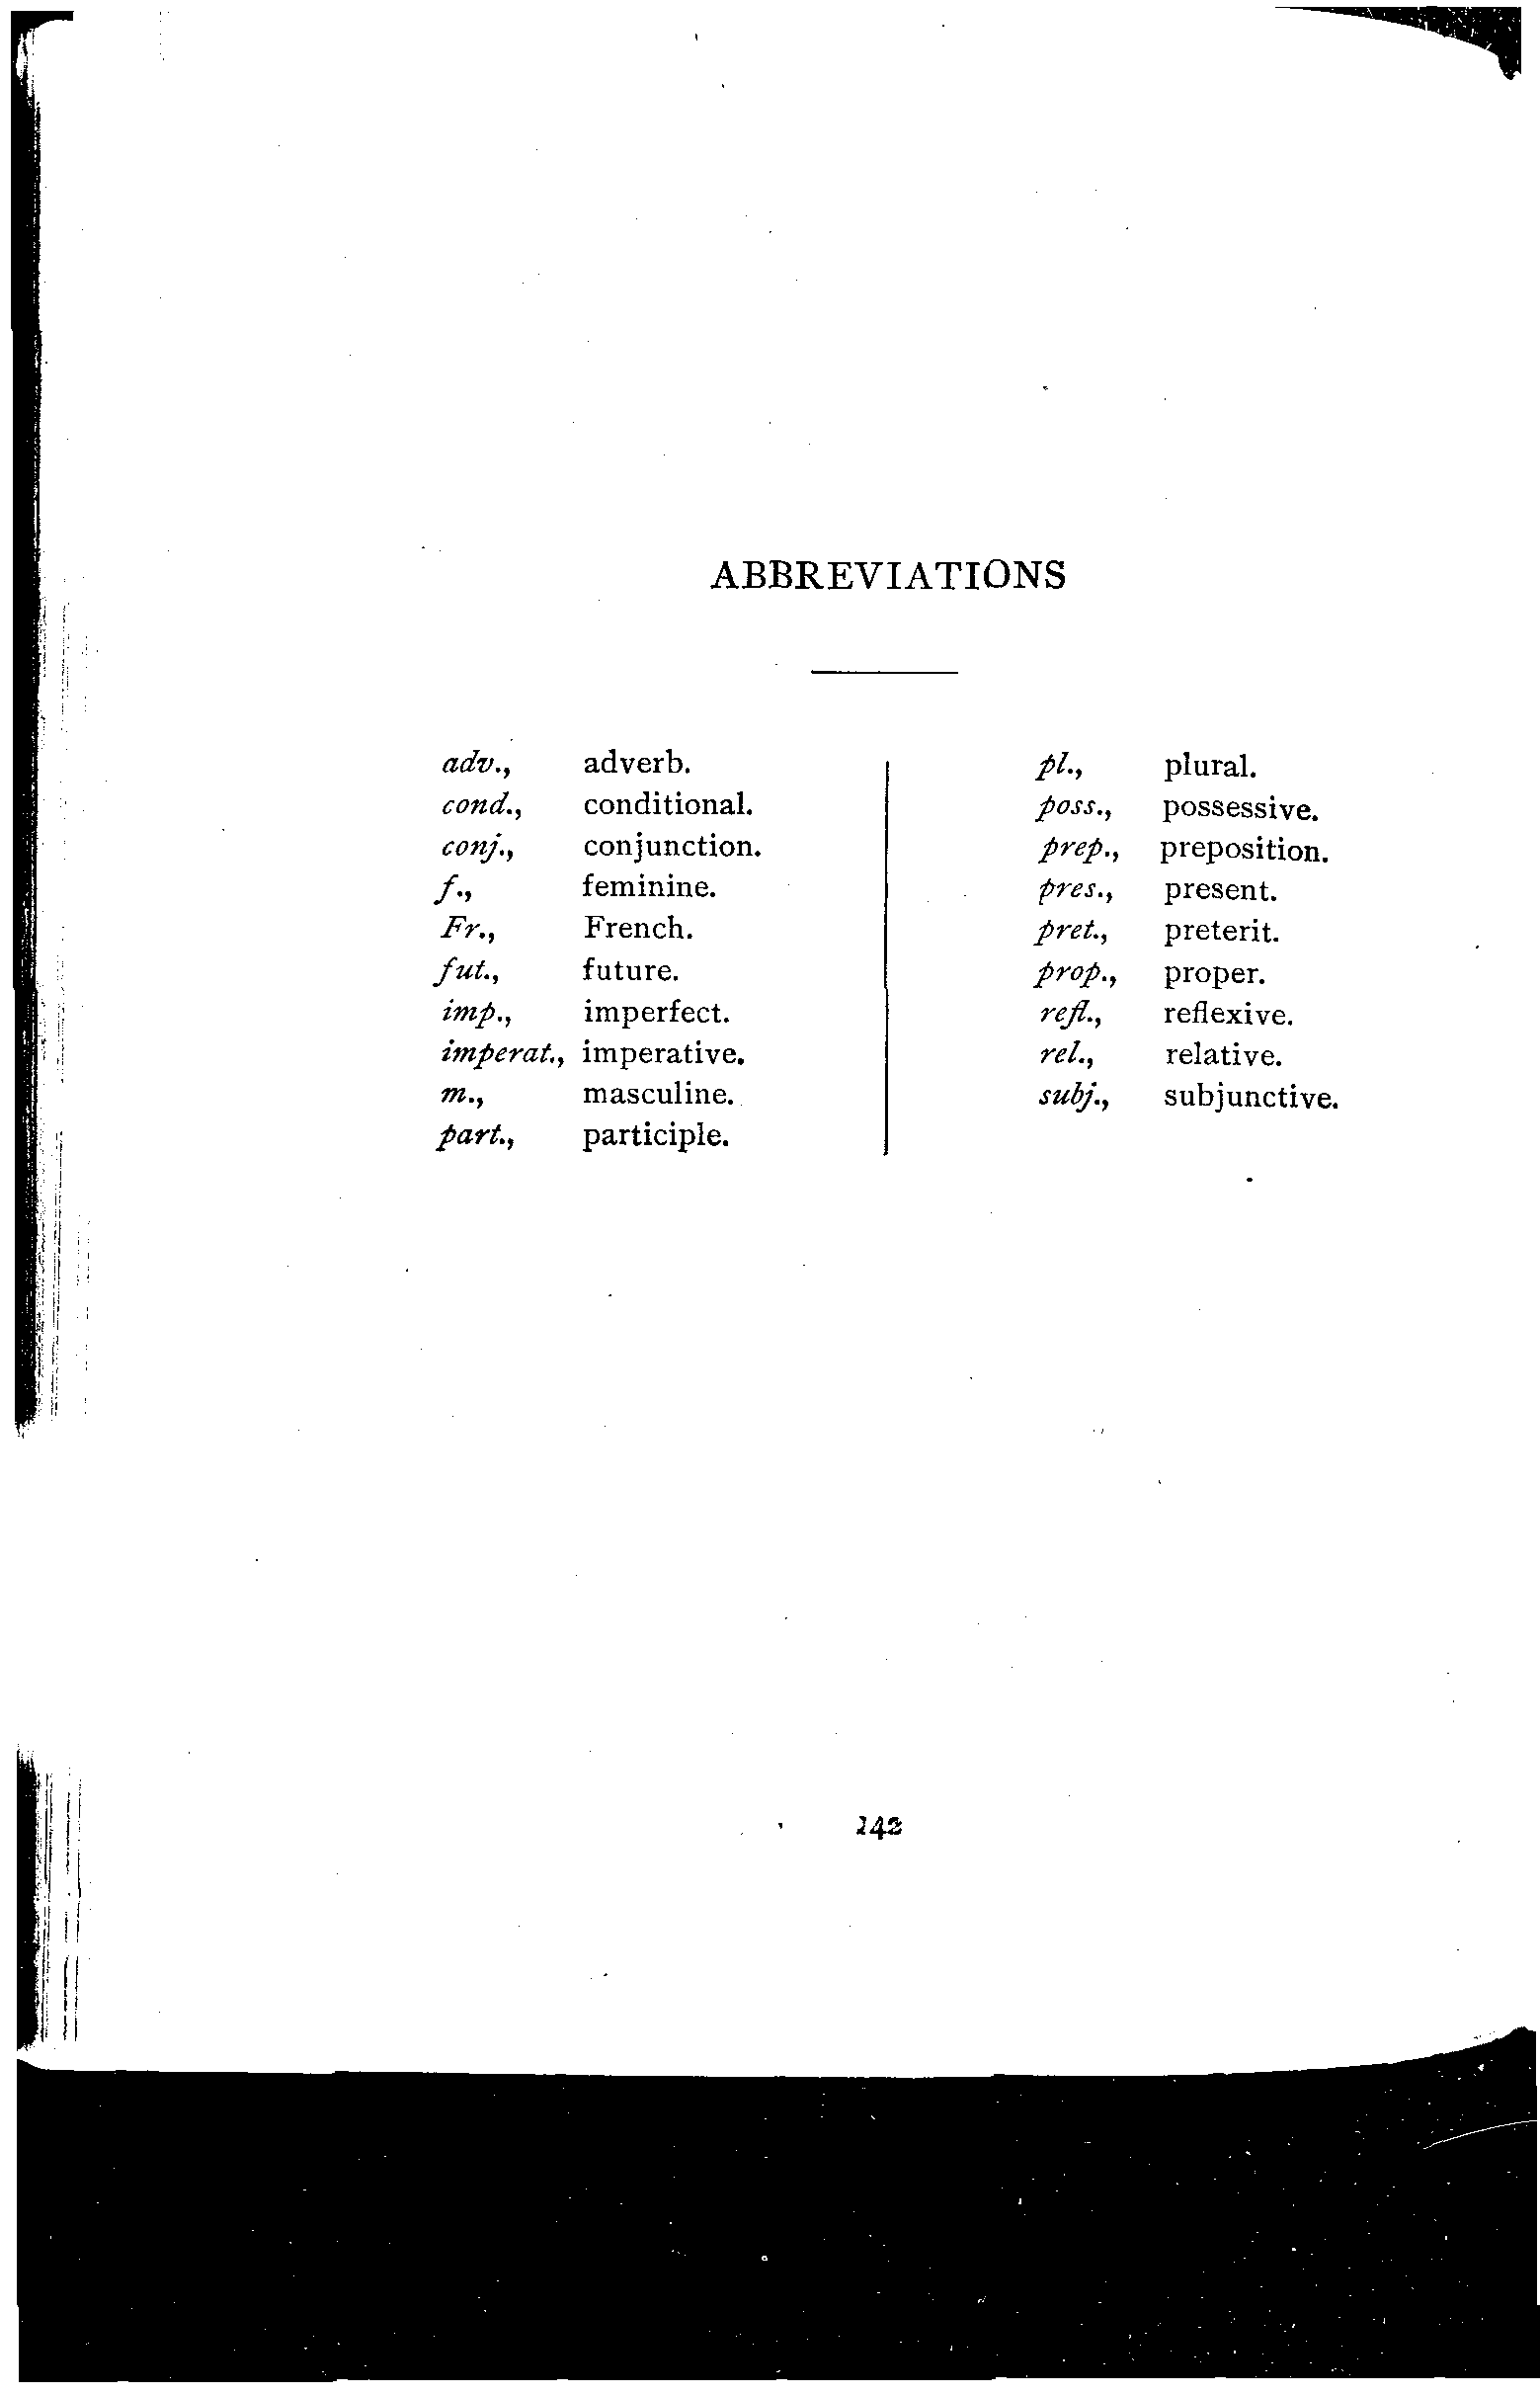 ABBREVIATIONS
adv., adverb.
cond., conditional.
conj., conjunction.
f., feminine.
Fr., French.
fut., future.
imp., imperfect.
imperat., imperative.
m., masculine.
part., participle.
pl., plural.
poss., possessive.
prep., preposition.
pres., present.
pret., preterit.
prop., proper.
refl., reflexive.
rel., relative.
subj., subjunctive.
142